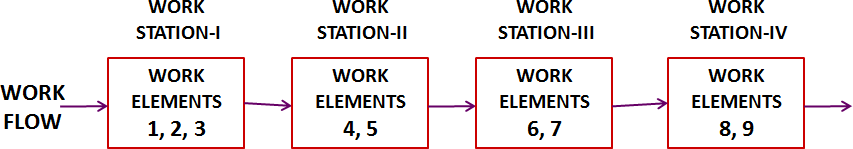 WORK
STATION-I
WORK
STATION-II
WORK
STATION-III
WORK
STATION-IV
WORK
FLOW
WORK
ELEMENTS
1, 2, 3
WORK
ELEMENTS
4, 5
WORK
ELEMENTS
6, 7
WORK
ELEMENTS
8, 9